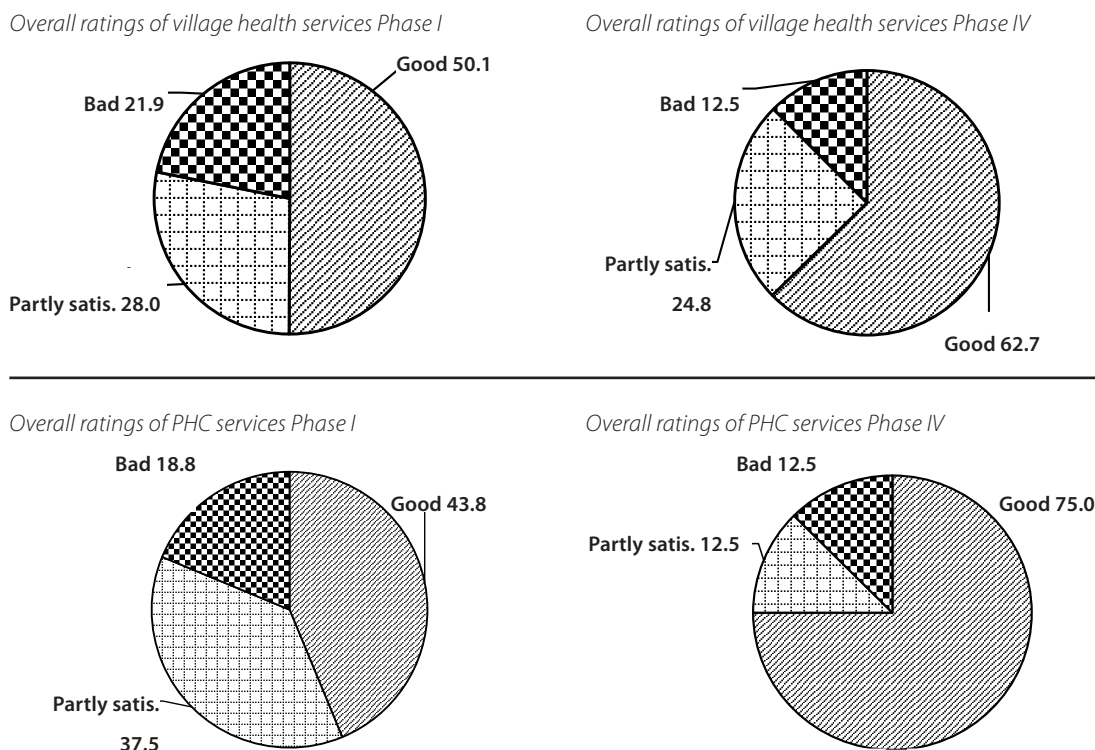 Overall ratings of village health services Phase I
Good 50.1
Bad 21.9
Partly satis. 28.0
Overall ratings of village health services Phase IV
Bad 12.5
Partly satis.
24.8
Good 62.7
Overall ratings of PHC services Phase I
Bad 18.8
Good 43.8
Partly satis.
37.5
Overall ratings of PHC services Phase IV
Bad 12.5
Good 75.0
Partly satis. 12.5